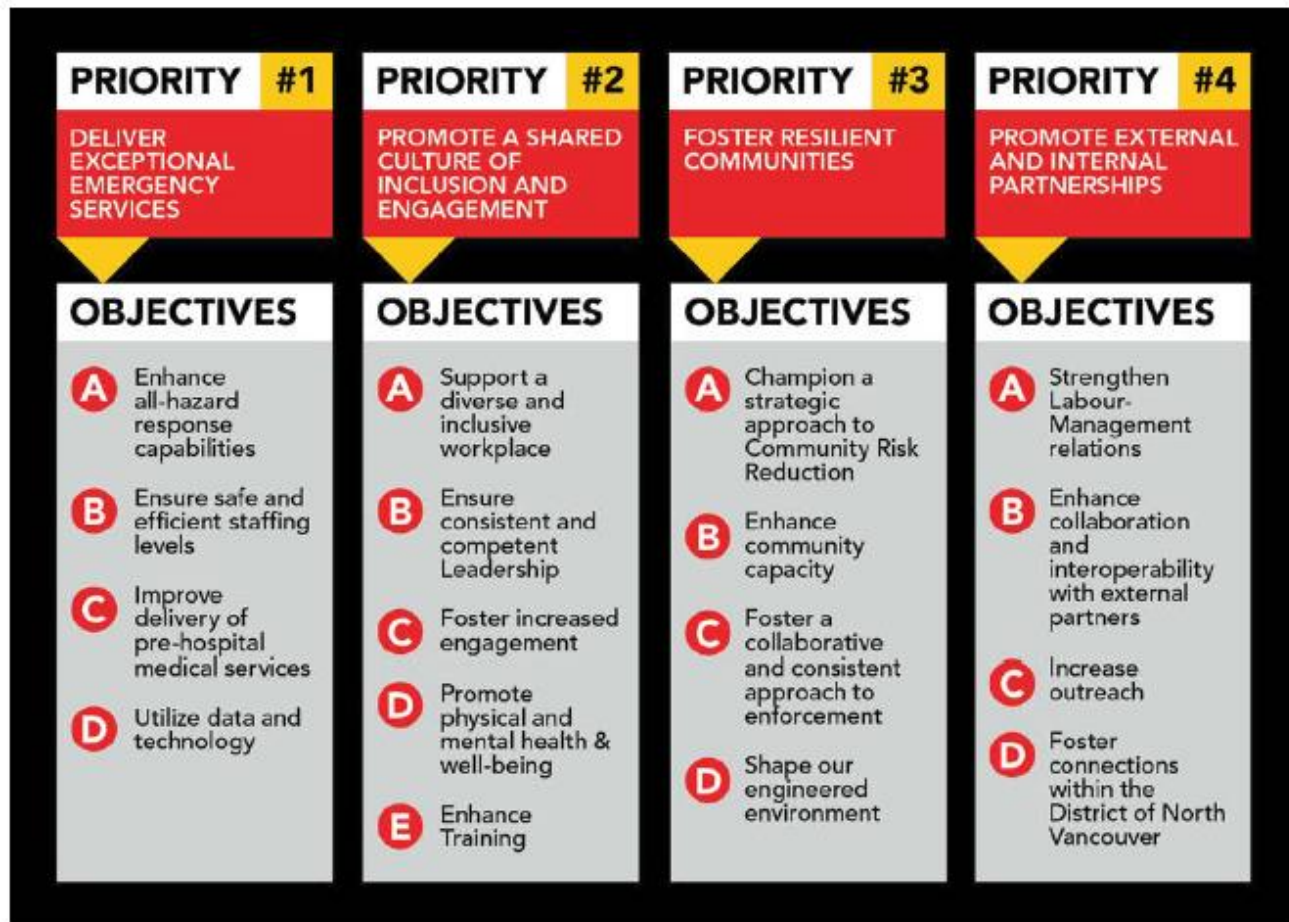 PRIORITY #1
DELIVER
EXCEPTIONAL
EMERGENCY
SERVICES
OBJECTIVES
A Enhance
all-hazard
response
capabilities
B Ensure safe and
efficient staffing
levels
C Improve
delivery of
pre-hospital
medical services
D Utilize data and
technology
PRIORITY #2
PROMOTE A SHARED
CULTURE OF
INCLUSION AND
ENGAGEMENT
OBJECTIVES
A Support a
diverse and
inclusive
workplace
B Ensure
consistent and
competent
Leadership
C Foster increased
engagement
D Promote
physical and
mental health &
well-being
E Enhance
Training
PRIORITY #3
FOSTER RESILIENT
COMMUNITIES
OBJECTIVES
A Champion a
strategic
approach to
Community Risk
Reduction
B Enhance
community
capacity
C Foster a
collaborative
and consistent
approach to
enforcement
D Shape our
engineered
environment
PRIORITY #4
PROMOTE EXTERNAL
AND INTERNAL
PARTNERSHIPS
OBJECTIVES
A Strengthen
Labour-
Management
relations
B Enhance
collaboration
and
interoperability
with external
partners
C Increase
outreach
D Foster
connections
within the
District of North
Vancouver